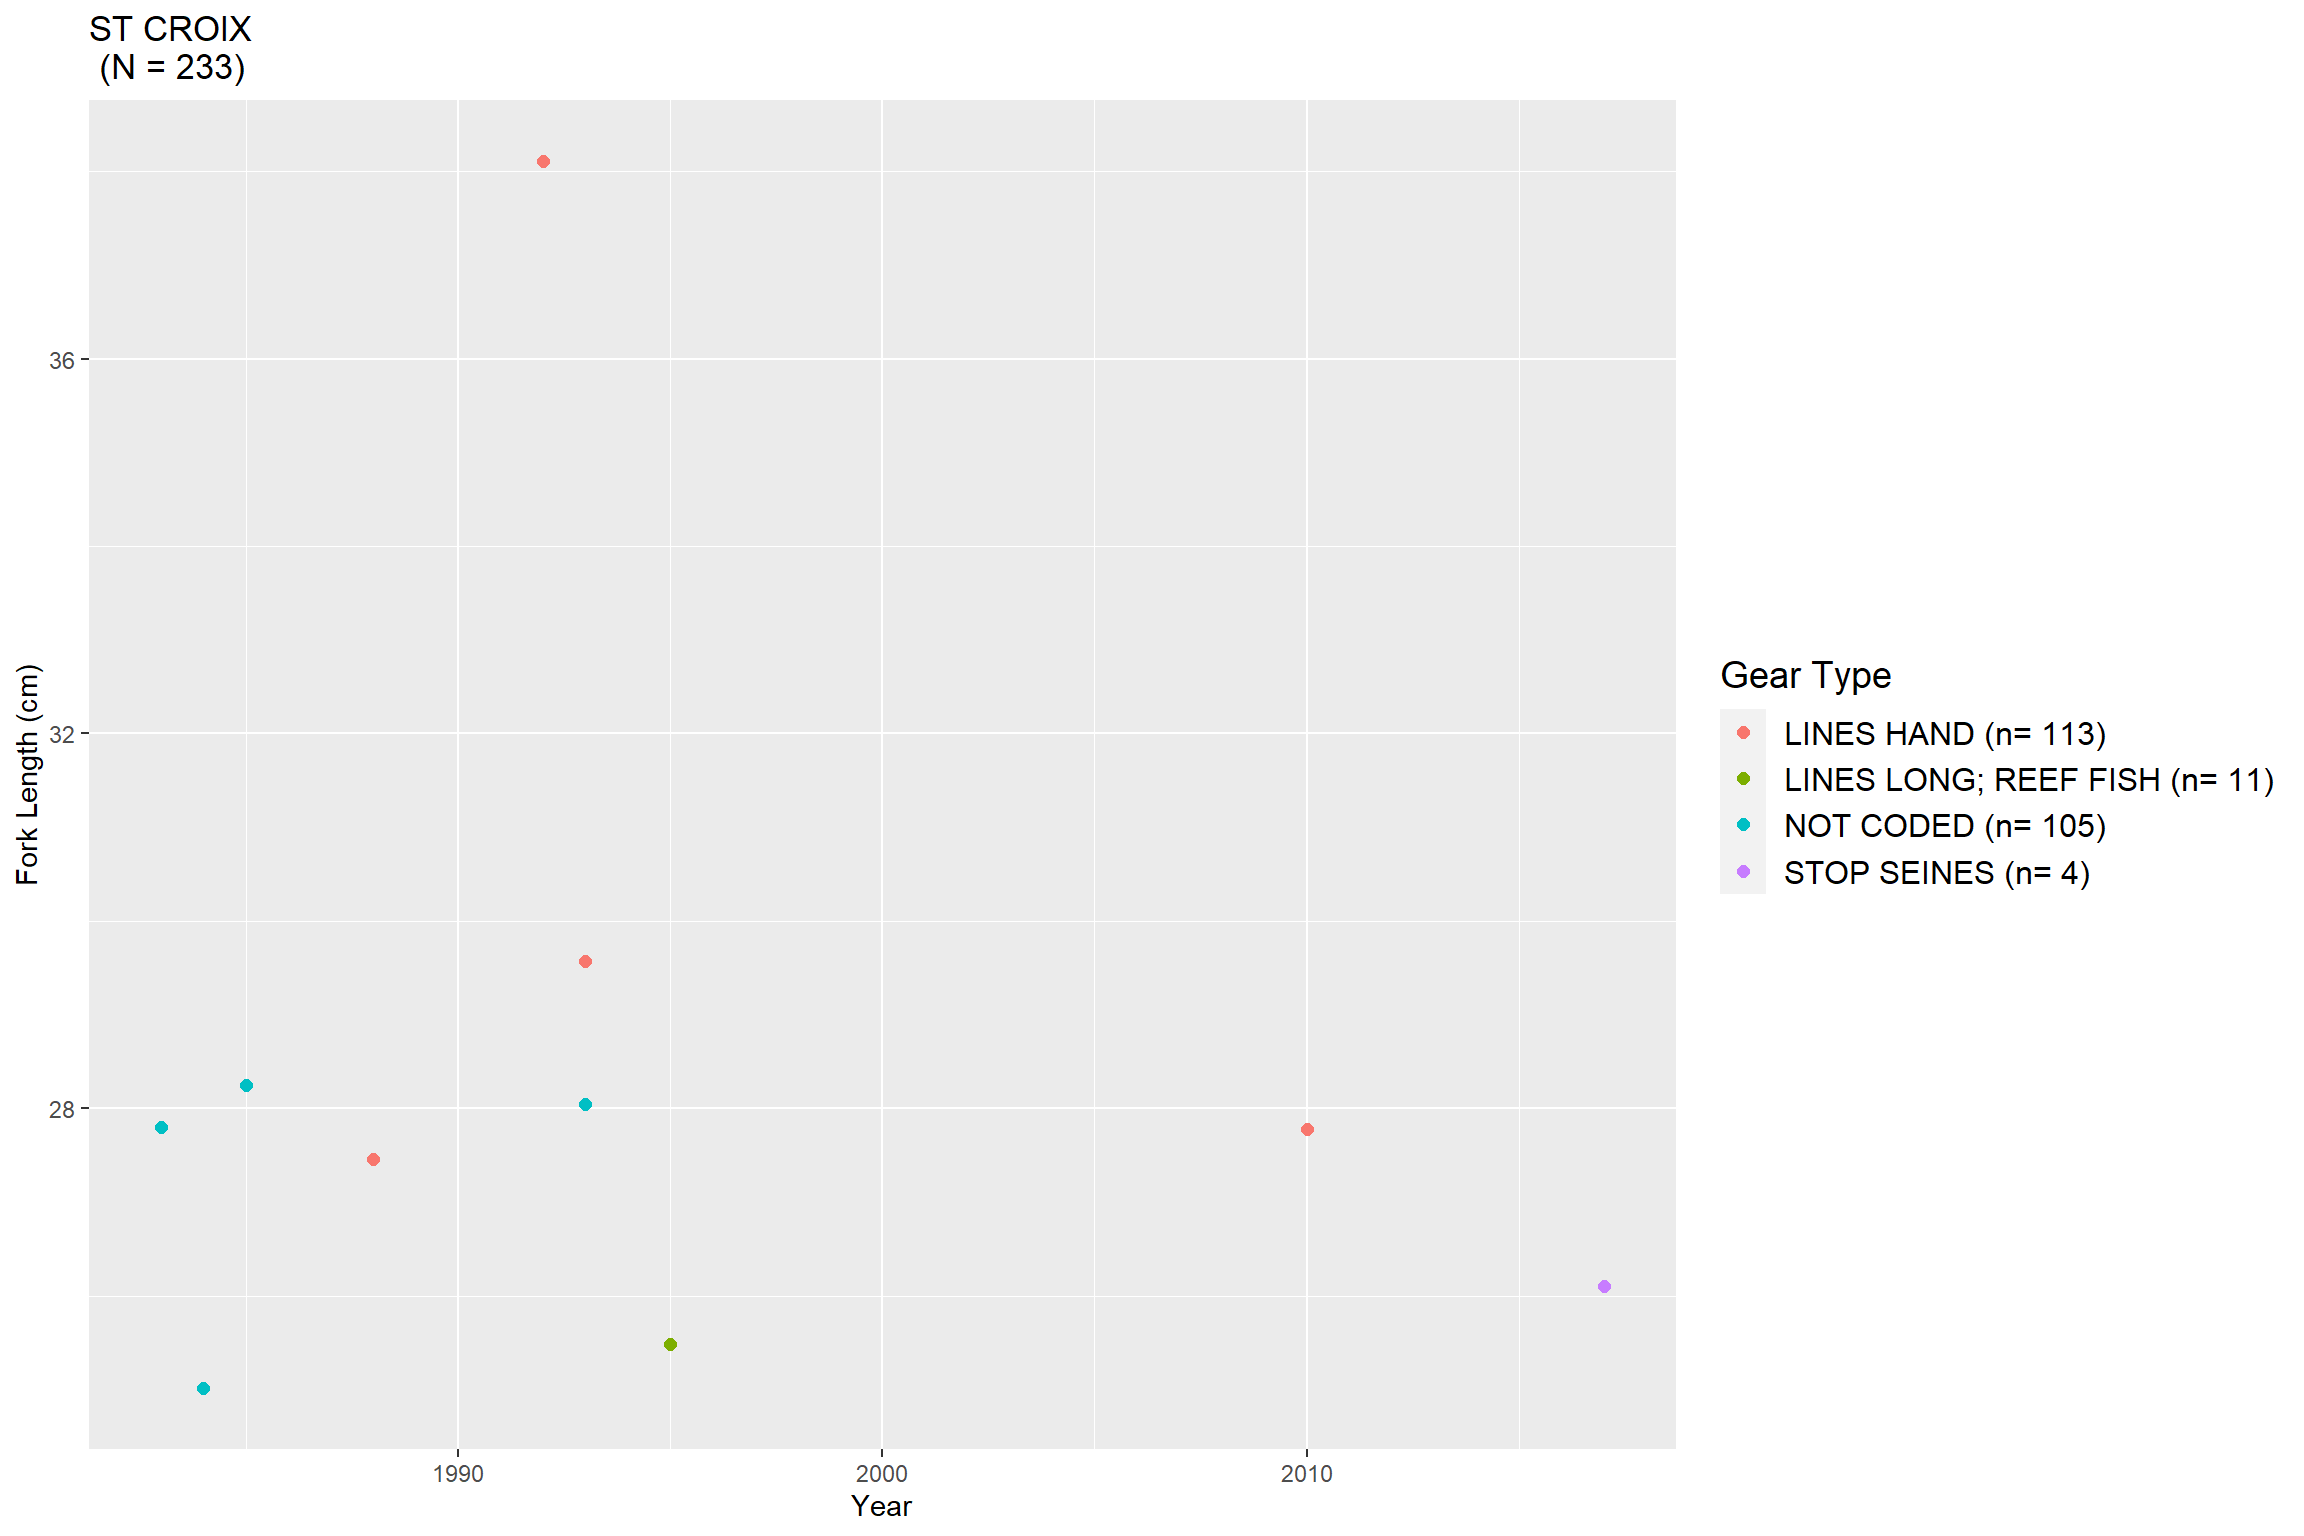 ST CROIX
(N = 233)
36
32
28
Fork Length (cm)
1990
2000
2010
Year
Gear Type
LINES HAND (n= 113)
LINES LONG; REEF FISH (n= 11)
NOT CODED (n= 105)
STOP SEINES (n= 4)